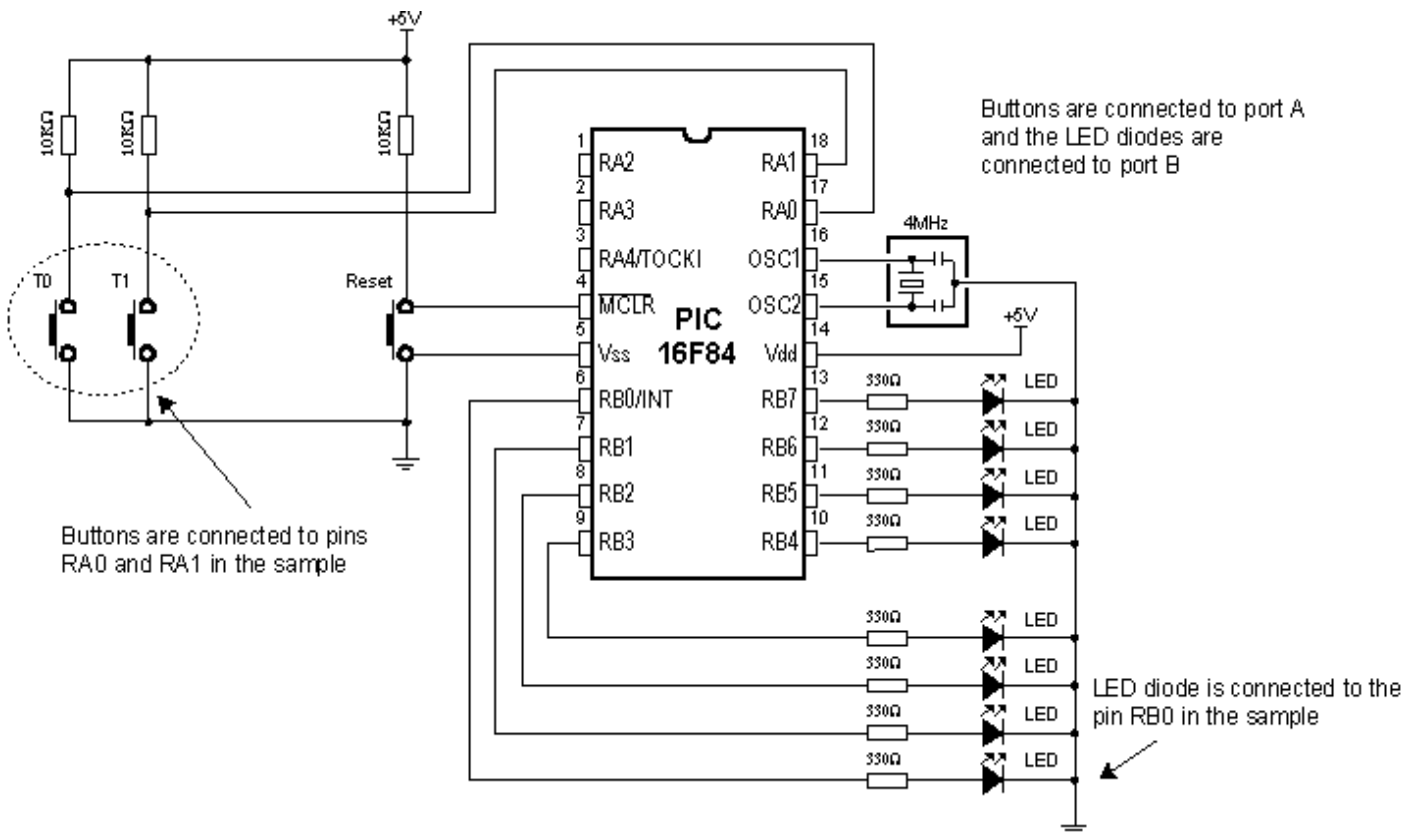 +5V
10KΩ
10KΩ
10KΩ
Buttons are connected to port A
and the LED diodes are
connected to port B
T0
T1
Reset
1
RA2
2
RA3
3
RA4/TOCKI
4
MCLR
5
Vss
6
RB0/INT
7
RB1
8
RB2
9
RB3
PIC
16F84
18
RA1
17
RA0
16
OSC1
15
OSC2
14
Vdd
13
RB7
12
RB6
11
RB5
10
RB4
4MHz
+5V
330Ω
LED
330Ω
LED
330Ω
LED
330Ω
LED
Buttons are connected to pins
RA0 and RA1 in the sample
330Ω
LED
330Ω
LED
330Ω
LED
330Ω
LED
LED diode is connected to the
pin RB0 in the sample